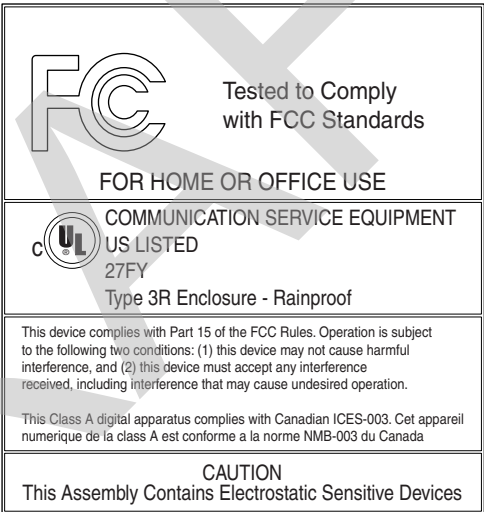 FC
Tested to Comply
with FCC Standards
FOR HOME OR OFFICE USE
COMMUNICATION SERVICE EQUIPMENT
C UL ® US LISTED
27FY
Type 3R Enclosure - Rainproof
This device complies with Part 15 of the FCC Rules. Operation is subject
to the following two conditions: (1) this device may not cause harmful
interference, and (2) this device must accept any interference
received, including interference that may cause undesired operation.
This Class A digital apparatus complies with Canadian ICES-003. Cet appareil
numerique de la class A est conforme a la norme NMB-003 du Canada
CAUTION
This Assembly Contains Electrostatic Sensitive Devices